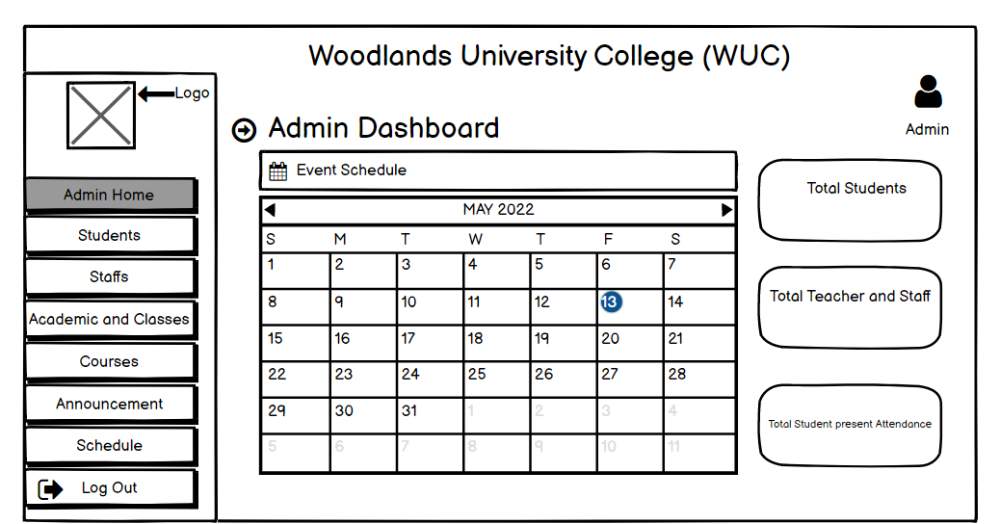 Woodlands University College (WUC)
Logo
Admin
Admin Dashboard
Admin Home
Students
Staffs
Academic and Classes
Courses
Announcement
Schedule
Log Out
Event Schedule
MAY 2022
S M T W T F S
1 2 3 4 5 6 7
8 9 10 11 12 13 14
15 16 17 18 19 20 21
22 23 24 25 26 27 28
29 30 31 1 2 3 4
5 6 7 8 9 10 11
Total Students
Total Teacher and Staff
Total Student present Attendance